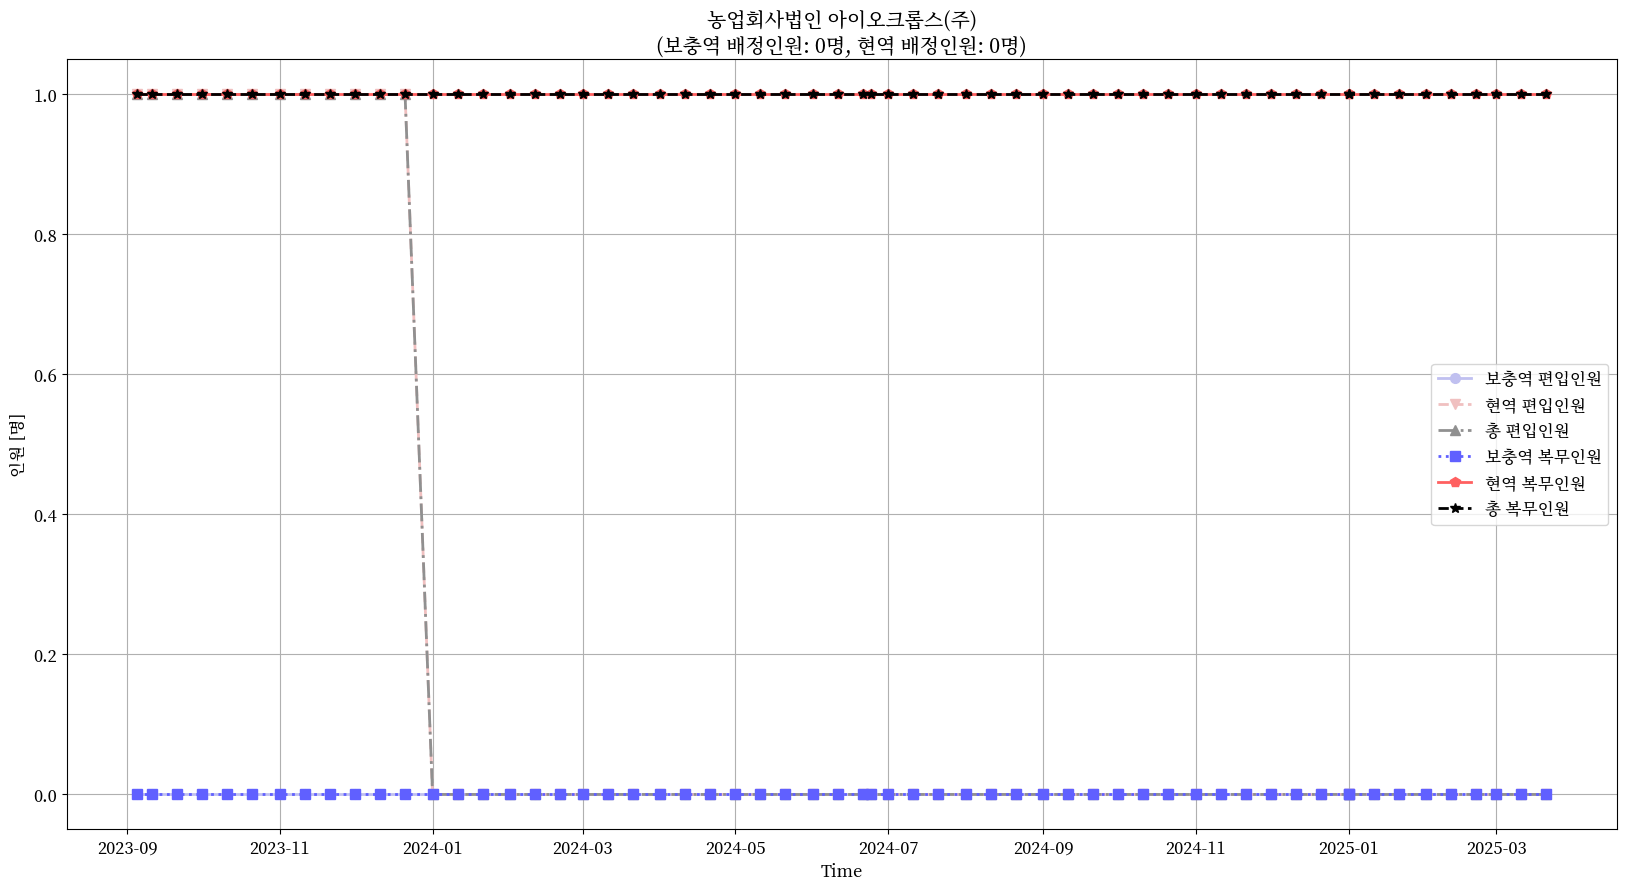 농업회사법인 아이오크롭스(주)
(보충역 배정인원: 0명, 현역 배정인원: 0명)
1.0
0.8
0.6
0.4
0.2
0.0
인원 [명]
보충역 편입인원
현역 편입인원
총 편입인원
보충역 복무인원
현역 복무인원
총 복무인원
2023-09 2023-11 2024-01 2024-03 2024-05 2024-07 2024-09 2024-11 2025-01 2025-03
Time